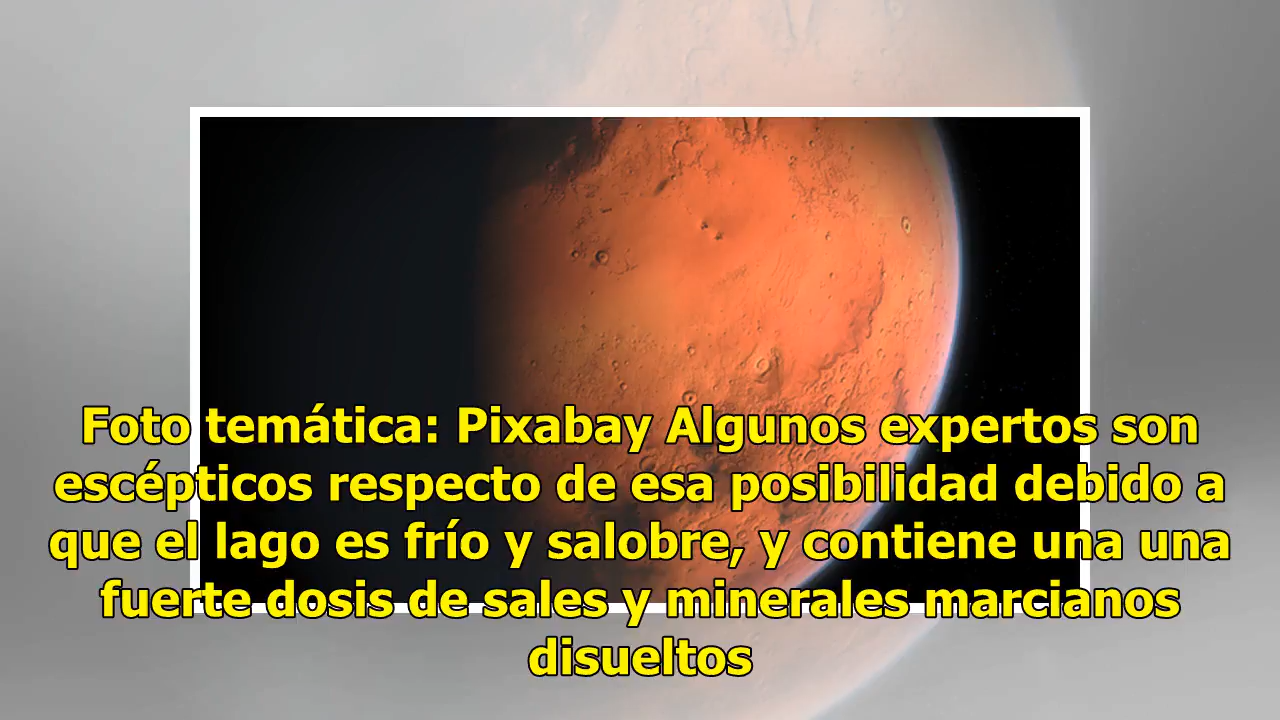 Foto temática: Pixabay Algunos expertos son
escépticos respecto de esa posibilidad debido a
que el lago es frío y salobre, y contiene una una
fuerte dosis de sales y minerales marcianos
disueltos